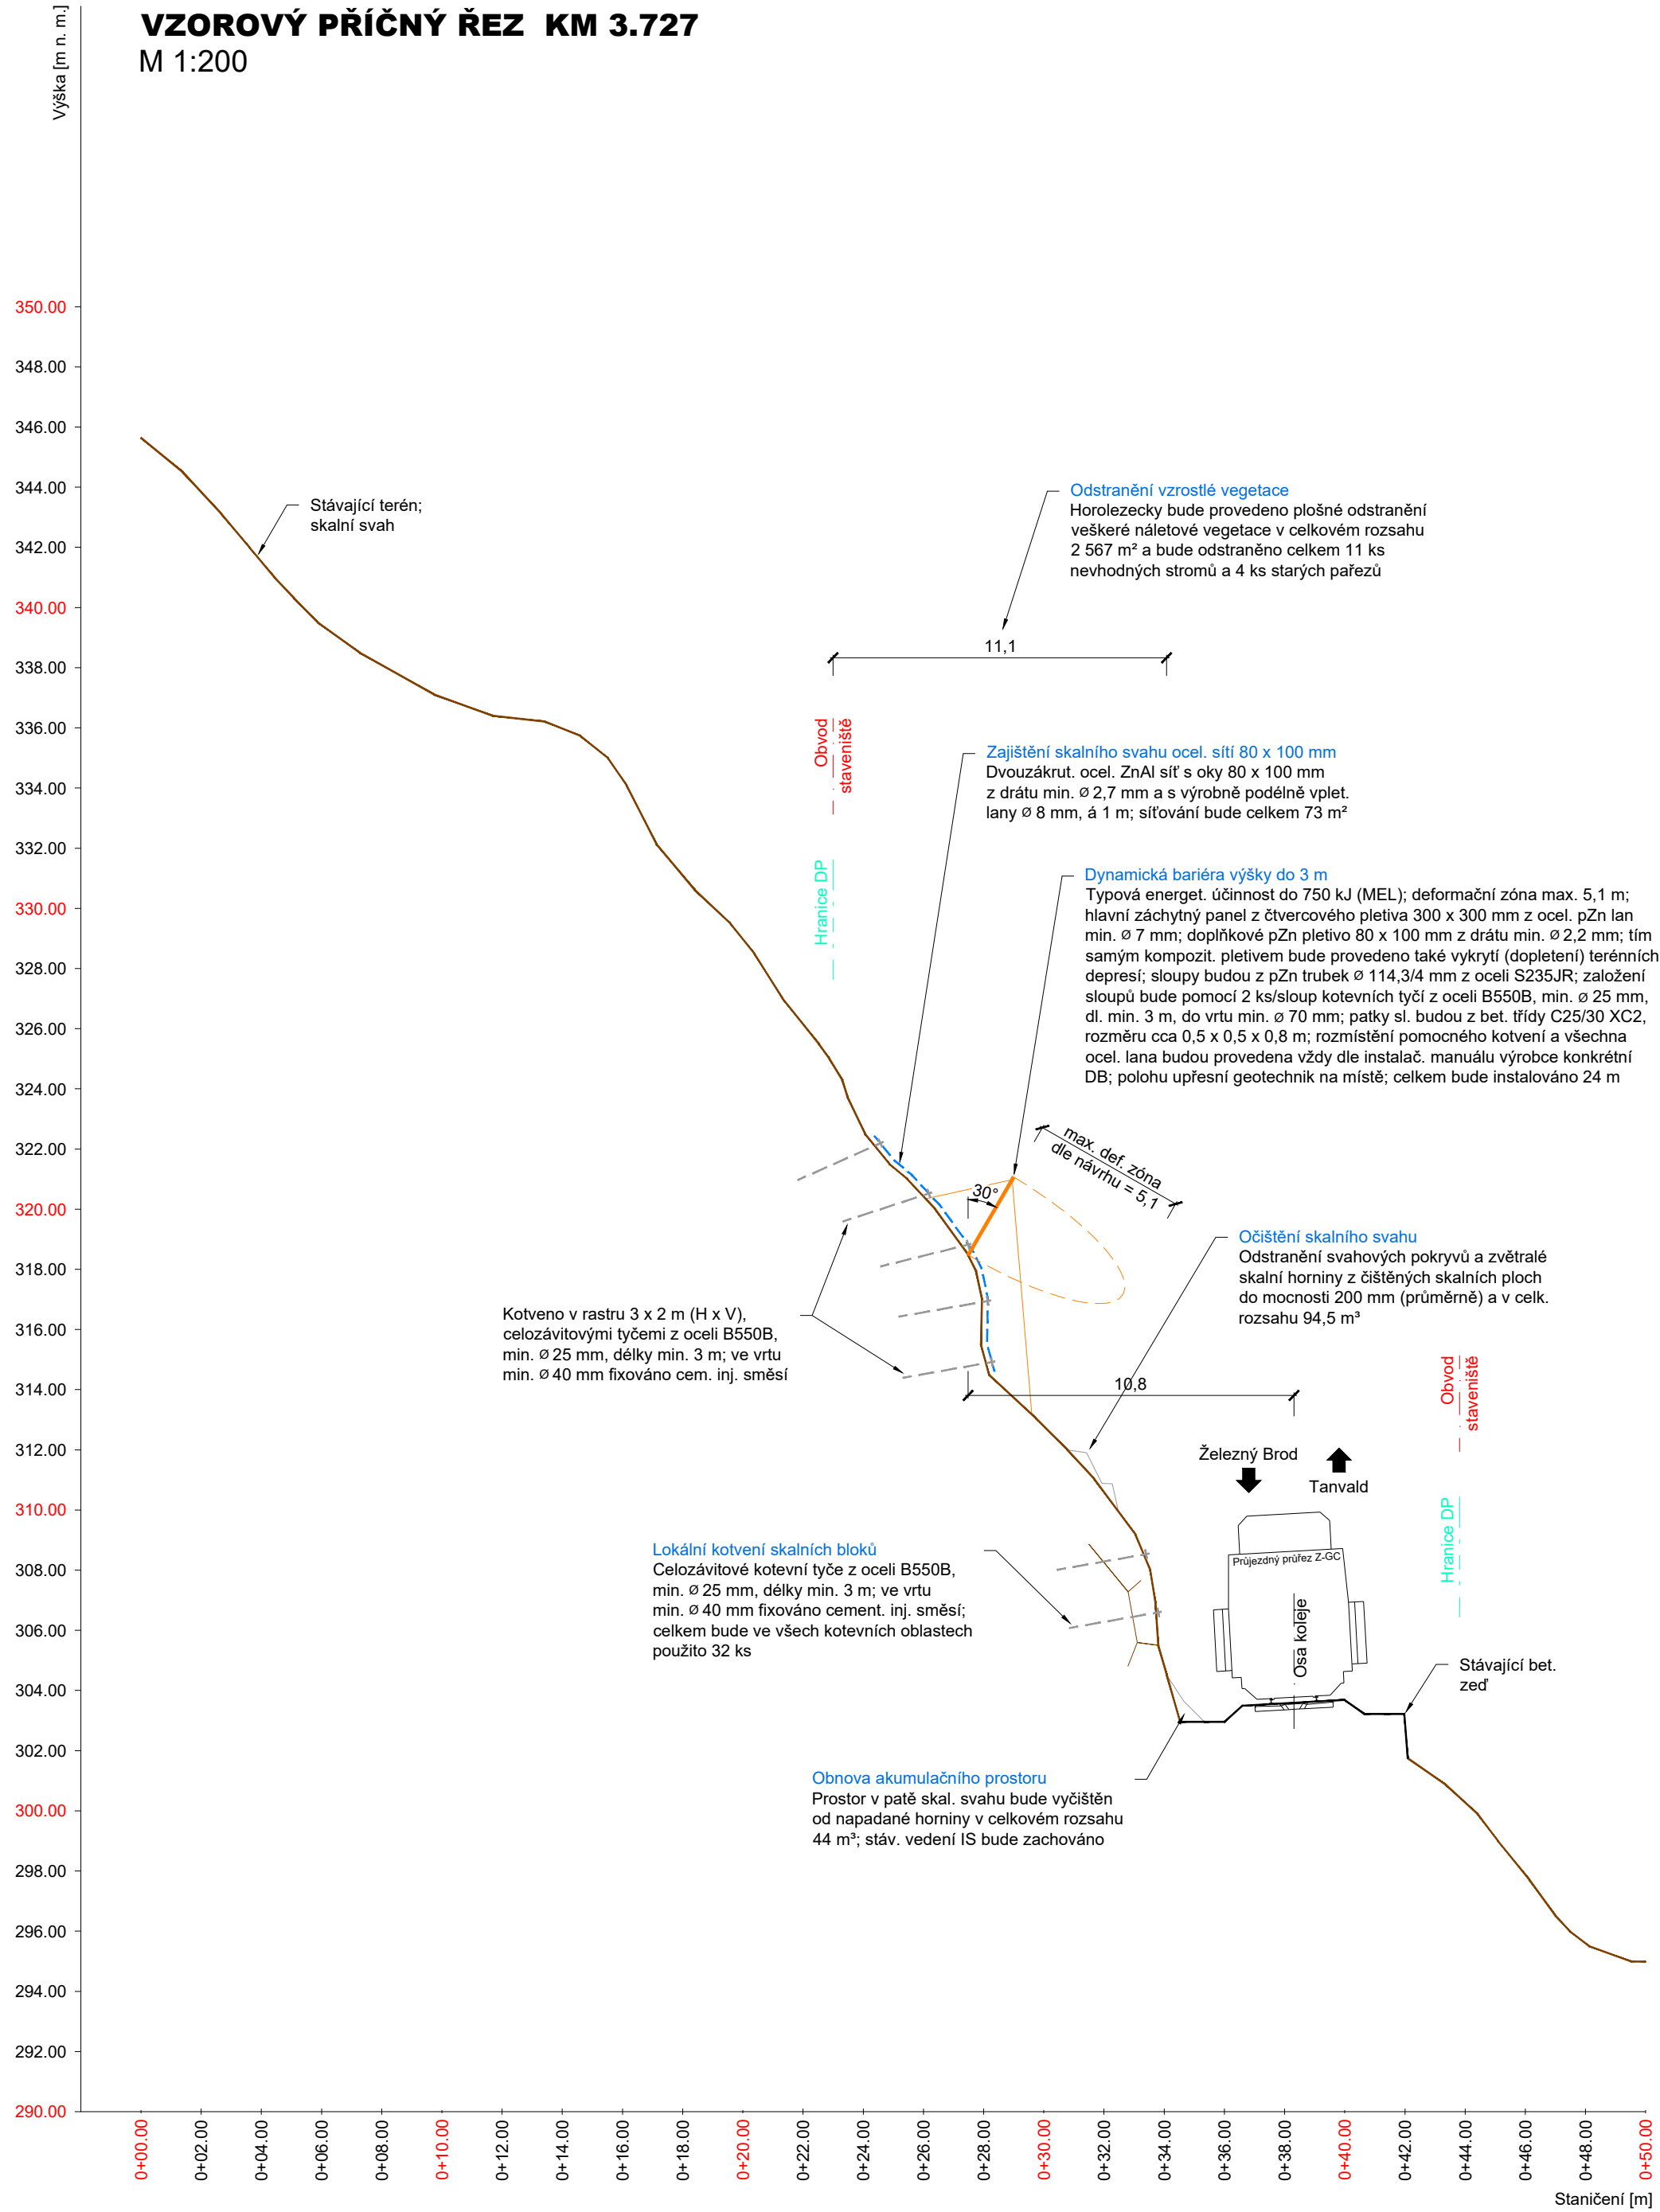 VZOROVÝ PŘÍČNÝ ŘEZ KM 3.727
M 1:200
Výška [m n. m.]
350.00
348.00
346.00
344.00
342.00
340.00
338.00
336.00
334.00
332.00
330.00
328.00
326.00
324.00
322.00
320.00
318.00
316.00
314.00
312.00
310.00
308.00
306.00
304.00
302.00
300.00
298.00
296.00
294.00
292.00
290.00
Stávající terén;
skalní svah
Odstranění vzrostlé vegetace
Horolezecky bude provedeno plošné odstranění
veškeré náletové vegetace v celkovém rozsahu
2 567 m² a bude odstraněno celkem 11 ks
nevhodných stromů a 4 ks starých pařezů
11,1
Obvod
staveniště
Hranice DP
Zajištění skalního svahu ocel. sítí 80 x 100 mm
Dvouzákrut. ocel. ZnAl síť s oky 80 x 100 mm
z drátu min. ⌀ 2,7 mm a s výrobně podélně vplet.
lany ⌀ 8 mm, á 1 m; síťování bude celkem 73 m²
Dynamická bariéra výšky do 3 m
Typová energet. účinnost do 750 kJ (MEL); deformační zóna max. 5,1 m;
hlavní záchytný panel z čtvercového pletiva 300 x 300 mm z ocel. pZn lan
min. ⌀ 7 mm; doplňkové pZn pletivo 80 x 100 mm z drátu min. ⌀ 2,2 mm; tím
samým kompozit. pletivem bude provedeno také vykrytí (dopletení) terénních
depresí; sloupy budou z pZn trubek ⌀ 114,3/4 mm z oceli S235JR; založení
sloupů bude pomocí 2 ks/sloup kotevních tyčí z oceli B550B, min. ⌀ 25 mm,
dl. min. 3 m, do vrtu min. ⌀ 70 mm; patky sl. budou z bet. třídy C25/30 XC2,
rozměru cca 0,5 x 0,5 x 0,8 m; rozmístění pomocného kotvení a všechna
ocel. lana budou provedena vždy dle instalač. manuálu výrobce konkrétní
DB; polohu upřesní geotechnik na místě; celkem bude instalováno 24 m
max. def. zóna
dle návrhu = 5,1
30°
Očištění skalního svahu
Odstranění svahových pokryvů a zvětralé
skalní horniny z čištěných skalních ploch
do mocnosti 200 mm (průměrně) a v celk.
rozsahu 94,5 m³
Kotveno v rastru 3 x 2 m (H x V),
celozávitovými tyčemi z oceli B550B,
min. ⌀ 25 mm, délky min. 3 m; ve vrtu
min. ⌀ 40 mm fixováno cem. inj. směsí
10,8
Obvod
staveniště
Hranice DP
Železný Brod
Tanvald
Průjezdný průřez Z-GC
Osa koleje
Lokální kotvení skalních bloků
Celozávitové kotevní tyče z oceli B550B,
min. ⌀ 25 mm, délky min. 3 m; ve vrtu
min. ⌀ 40 mm fixováno cement. inj. směsí;
celkem bude ve všech kotevních oblastech
použito 32 ks
Stávající bet.
zeď
Obnova akumulačního prostoru
Prostor v patě skal. svahu bude vyčištěn
od napadané horniny v celkovém rozsahu
44 m³; stáv. vedení IS bude zachováno
0+00.00
0+02.00
0+04.00
0+06.00
0+08.00
0+10.00
0+12.00
0+14.00
0+16.00
0+18.00
0+20.00
0+22.00
0+24.00
0+26.00
0+28.00
0+30.00
0+32.00
0+34.00
0+36.00
0+38.00
0+40.00
0+42.00
0+44.00
0+46.00
0+48.00
0+50.00
Staničení [m]